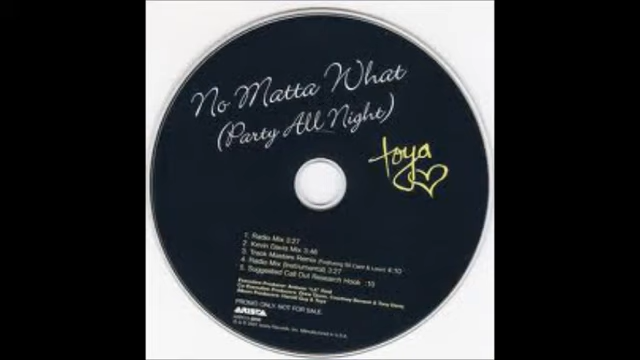 No Matta What
(Party All Night)
toya
1. Radio Mix 3:27
2. Kevin Davis Mix 3:46
3. Track Masters Remix
4. Radio Mix (Instrumental) 3:27
5. Suggested Call Out Research Hook :10
PROMO ONLY. NOT FOR SALE.
ARISTA